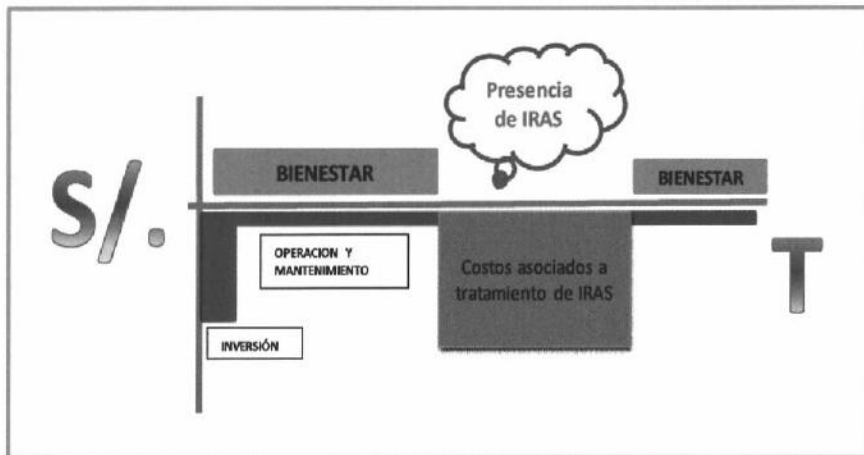 Presencia
de IRAS
S/.
BIENESTAR
BIENESTAR
OPERACION Y
MANTENIMIENTO
Costos asociados a
tratamiento de IRAS
T
INVERSIÓN